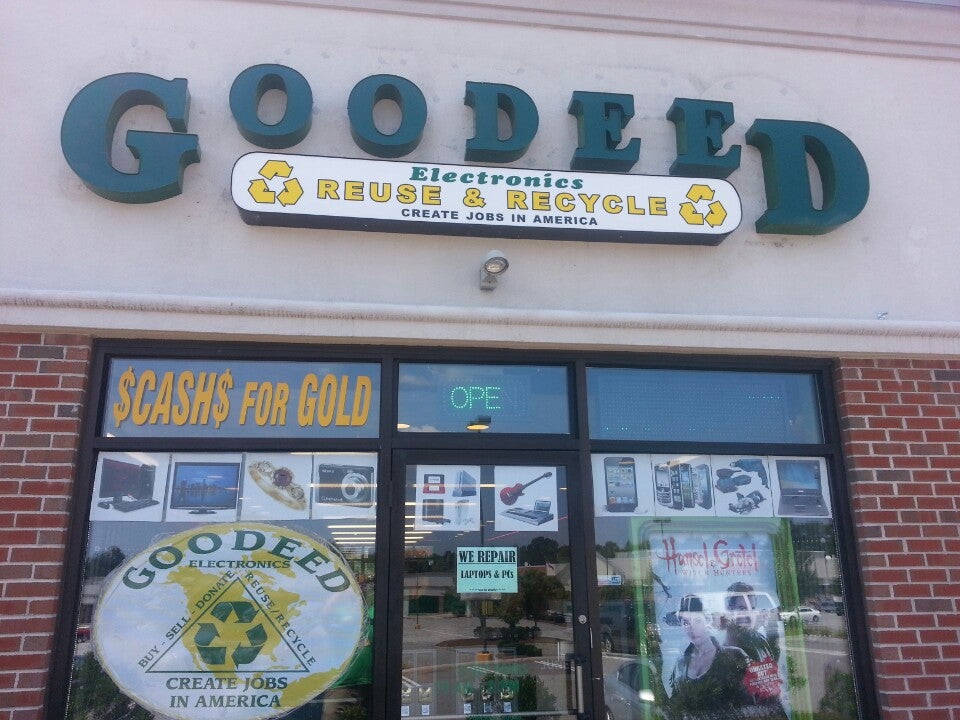 GOODEED
Electronics
REUSE & RECYCLE
CREATE JOBS IN AMERICA
$CASH$ FOR GOLD
OPE
WE REPAIR
LAPTOPS & PCs
GOODEED
ELECTRONICS
BUY - SELL - DONATE - REUSE/RECYCLE
CREATE JOBS
IN AMERICA
Hansel & Gretel
WITCH HUNTERS